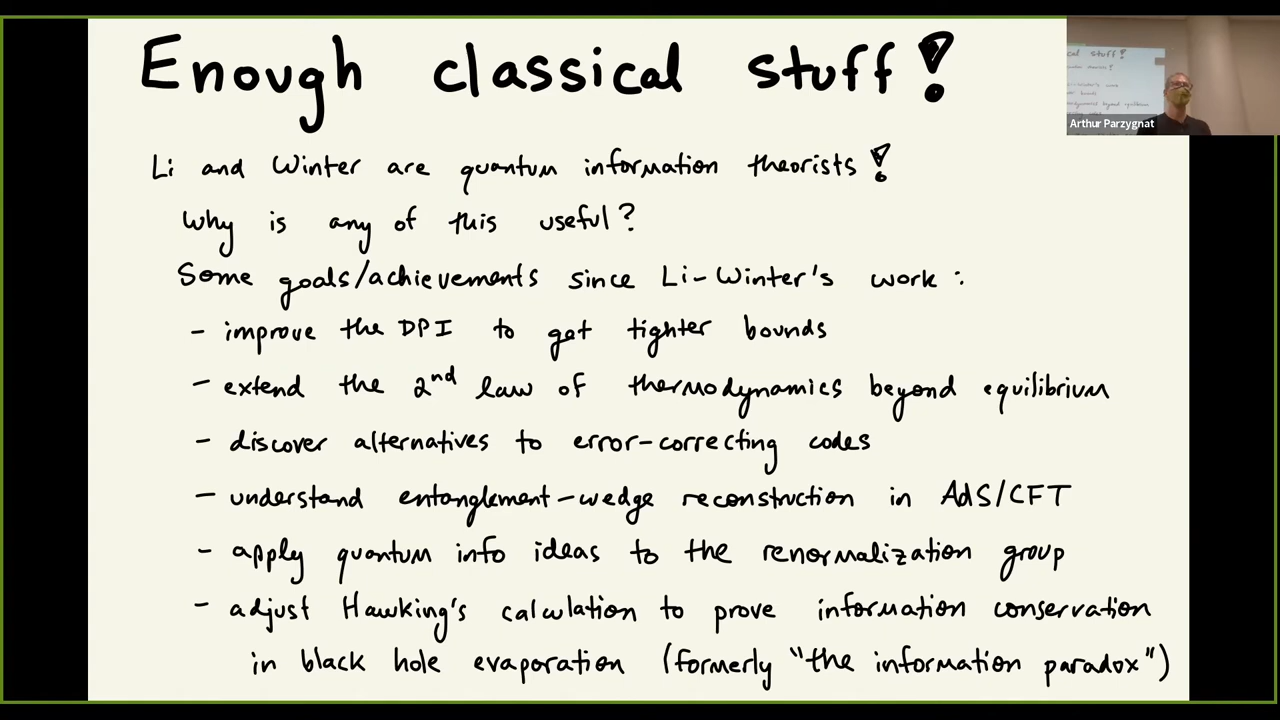 Enough classical stuff!
Li and Winter are quantum information theorists!
Why is any of this useful?
Some goals/achievements since Li-Winter's work:
- improve the DPI to get tighter bounds
- extend the 2nd law of thermodynamics beyond equilibrium
- discover alternatives to error-correcting codes
- understand entanglement-wedge reconstruction in AdS/CFT
- apply quantum info ideas to the renormalization group
- adjust Hawking's calculation to prove information conservation
in black hole evaporation (formerly "the information paradox")
Arthur Parzygnat